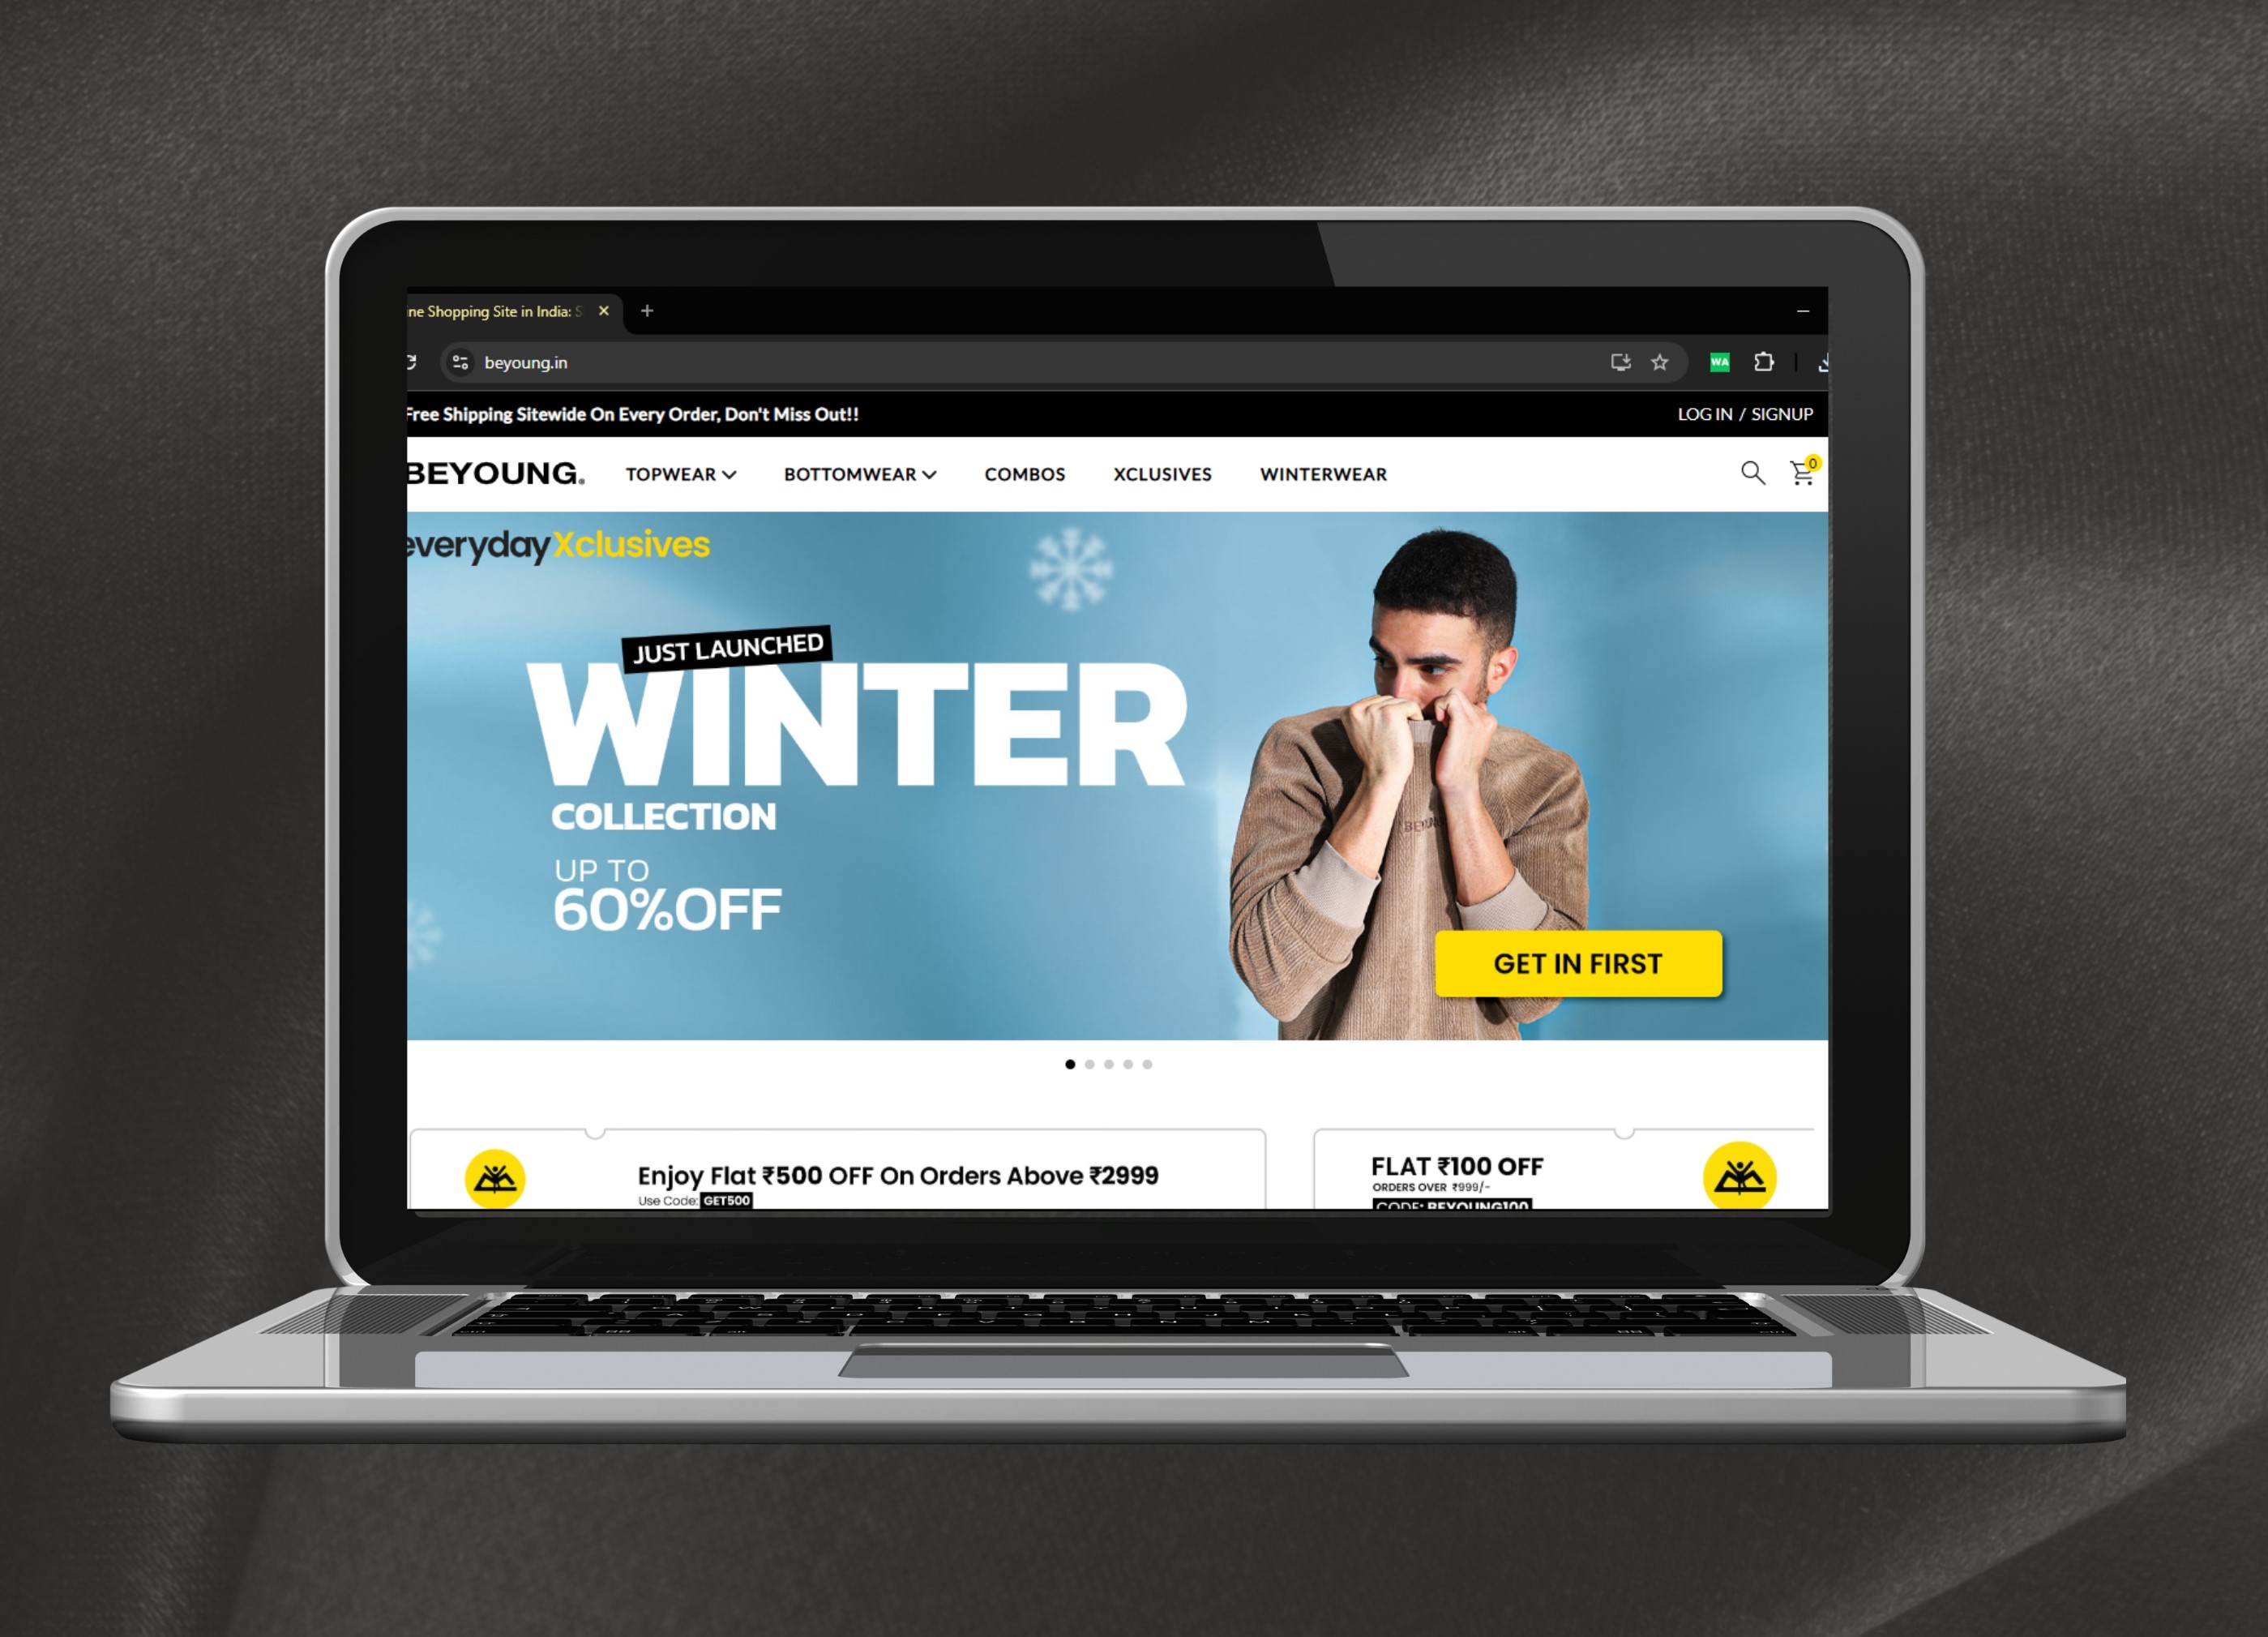 ne Shopping Site in India: S
beyoung.in
WA
Free Shipping Sitewide On Every Order, Don't Miss Out!!
LOG IN / SIGNUP
BEYOUNG.
TOPWEAR
BOTTOMWEAR
COMBOS
XCLUSIVES
WINTERWEAR
0
everydayXclusives
JUST LAUNCHED
WINTER
COLLECTION
UP TO
60%OFF
GET IN FIRST
Enjoy Flat ₹500 OFF On Orders Above ₹2999
Use Code: GET500
FLAT ₹100 OFF
ORDERS OVER ₹999/-
CODE: BEYOUNG100